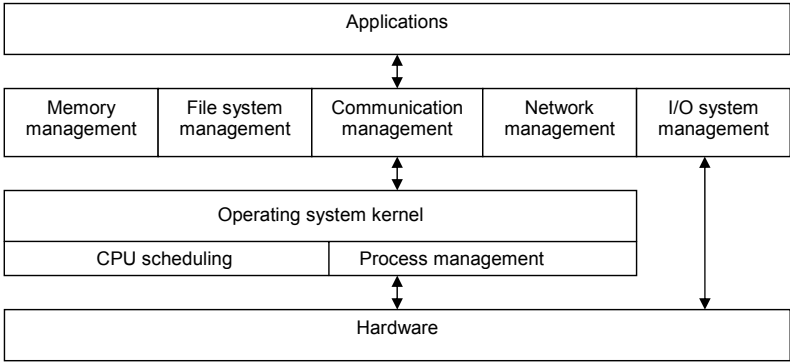 Applications
Memory
management
File system
management
Communication
management
Network
management
I/O system
management
Operating system kernel
CPU scheduling
Process management
Hardware